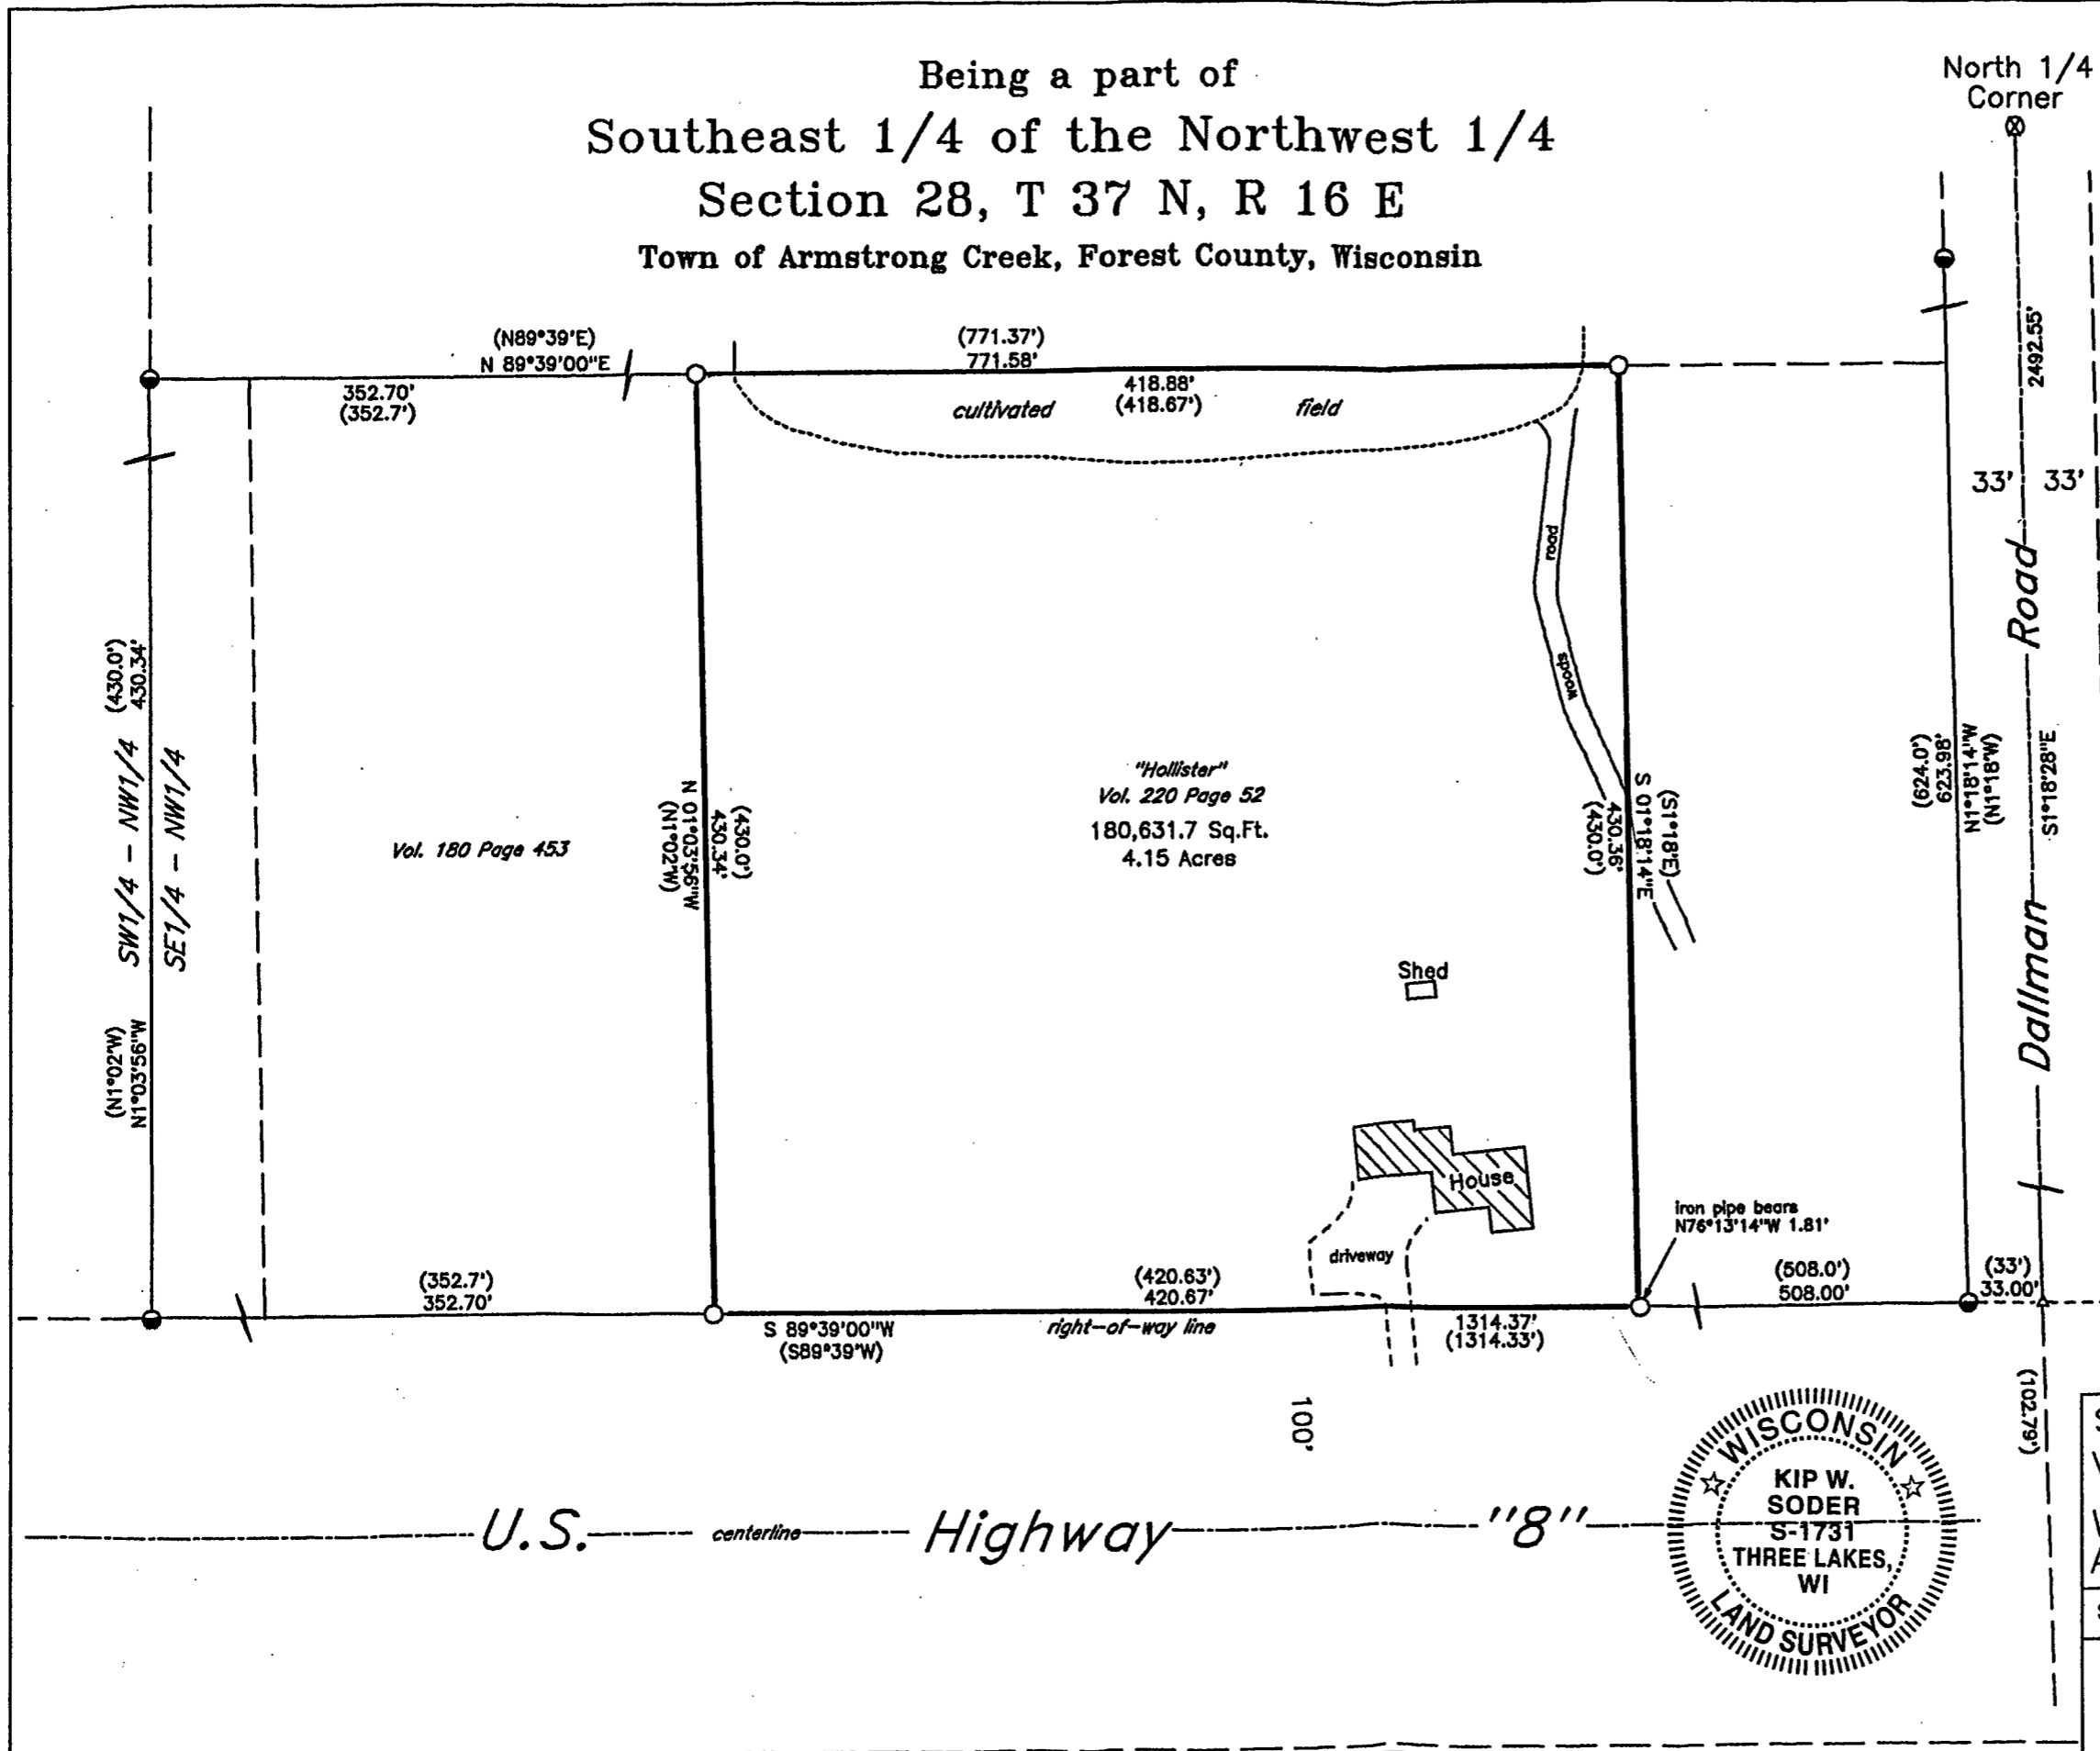 Being a part of
Southeast 1/4 of the Northwest 1/4
Section 28, T 37 N, R 16 E
Town of Armstrong Creek, Forest County, Wisconsin
North 1/4
Corner
(N89°39'E)
N 89°39'00"E
352.70'
(352.7')
(771.37')
771.58'
418.88'
(418.67')
cultivated field
2492.55'
33' 33'
road
woods
(430.0')
430.34'
SW1/4 - NW1/4
SE1/4 - NW1/4
(N1°02'W)
N1°03'56"W
Vol. 180 Page 453
(430.0')
430.34'
N 01°03'56"W
(N1°02'W)
"Hollister"
Vol. 220 Page 52
180,631.7 Sq.Ft.
4.15 Acres
(S1°18'E)
S 01°18'14"E
430.36'
(430.0')
(624.0')
623.98'
N1°18'14"W
(N1°18'W)
S1°18'28"E
Dallman Road
Shed
House
driveway
iron pipe bears
N76°13'14"W 1.81'
(352.7')
352.70'
(420.63')
420.67'
(508.0')
508.00'
(33')
33.00'
S 89°39'00"W
(S89°39'W)
right-of-way line
1314.37'
(1314.33')
(102.79')
100'
U.S. centerline Highway "8"
WISCONSIN
KIP W.
SODER
S-1731
THREE LAKES,
WI
LAND SURVEYOR